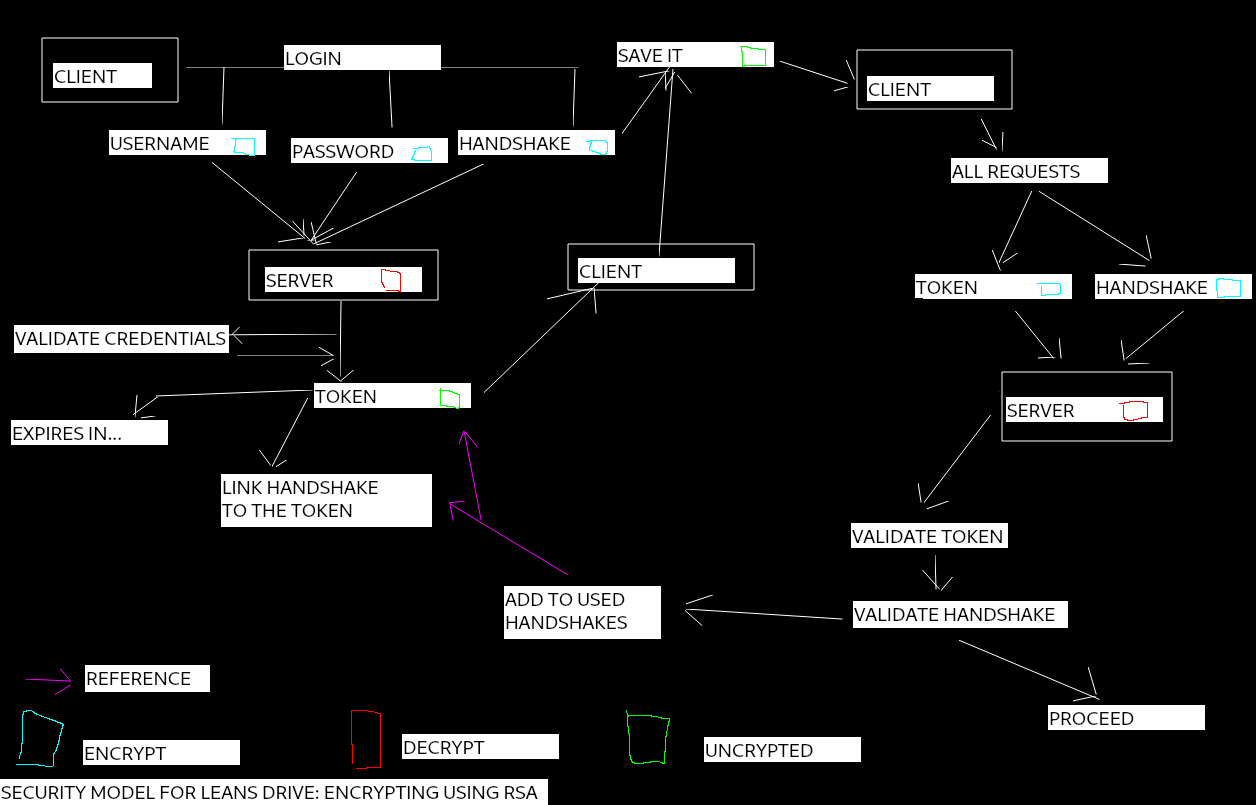 CLIENT
LOGIN
SAVE IT
CLIENT
USERNAME
PASSWORD
HANDSHAKE
ALL REQUESTS
SERVER
CLIENT
TOKEN
HANDSHAKE
VALIDATE CREDENTIALS
TOKEN
SERVER
EXPIRES IN...
LINK HANDSHAKE
TO THE TOKEN
VALIDATE TOKEN
ADD TO USED
HANDSHAKES
VALIDATE HANDSHAKE
REFERENCE
PROCEED
ENCRYPT
DECRYPT
UNCRYPTED
SECURITY MODEL FOR LEANS DRIVE: ENCRYPTING USING RSA